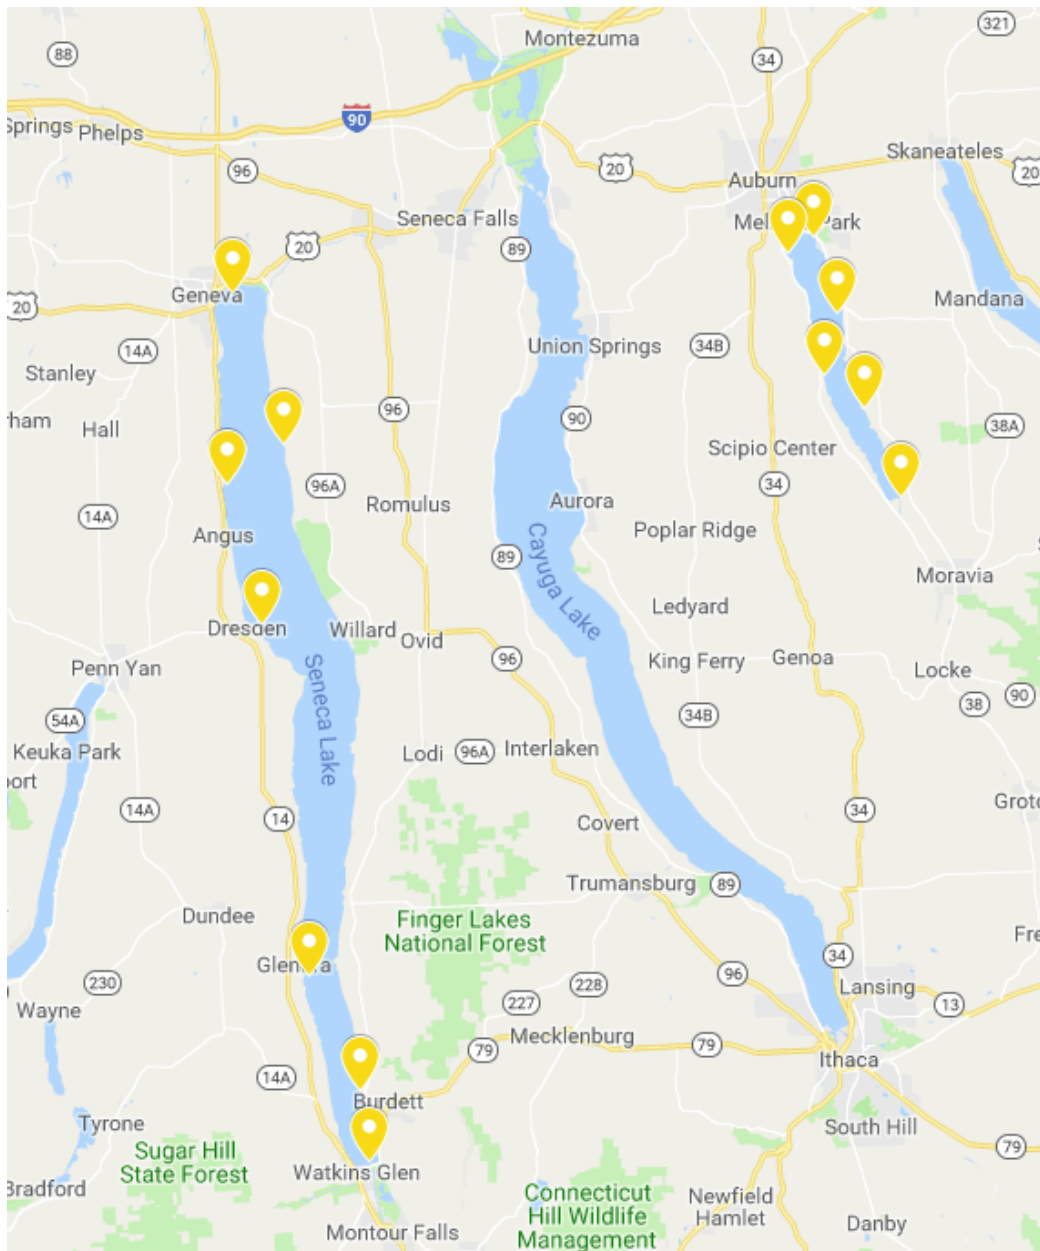 Montezuma
321
88
34
90
Springs
Phelps
Skaneateles
20
20
96
Auburn
Seneca Falls
Park
89
20
Geneva
20
Mandana
Union Springs
34B
14A
Stanley
96
90
Hall
38A
Scipio Center
34
96A
Romulus
Aurora
14A
Poplar Ridge
Angus
Cayuga Lake
89
Moravia
Ledyard
Dresden
Willard
Ovid
King Ferry
Genoa
Penn Yan
96
Locke
Seneca Lake
38
90
54A
34B
Keuka Park
Lodi
96A
Interlaken
14A
14
34
Covert
Trumansburg
89
Dundee
Finger Lakes
National Forest
34
230
96
228
Lansing
227
13
Wayne
Mecklenburg
79
79
Ithaca
14A
Burdett
Tyrone
South Hill
Sugar Hill
State Forest
79
Watkins Glen
Bradford
Connecticut
Hill Wildlife
Management
Newfield
Hamlet
Danby
Montour Falls